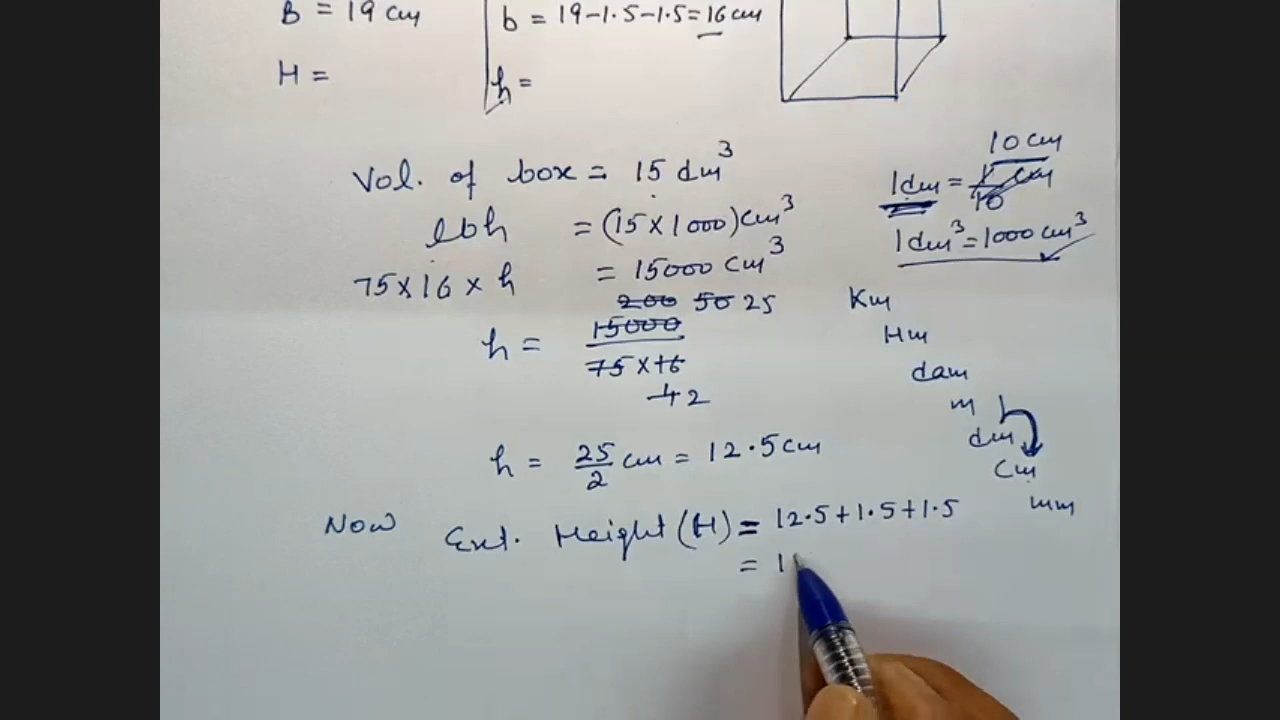 B = 19 cm
b = 19-1.5-1.5=16 cm
H =
h =
Vol. of box = 15 dm³
lbh = (15×1000)cm³
75×16×h = 15000 cm³
200 50 25
h = 15000
75×16
4 2
h = 25/2 cm = 12.5 cm
Now Ext. Height (H) = 12.5+1.5+1.5
= 1
10 cm
1dm = 1/10 cm
1dm³=1000 cm³
Km
Hm
dam
m
dm
Cm
mm